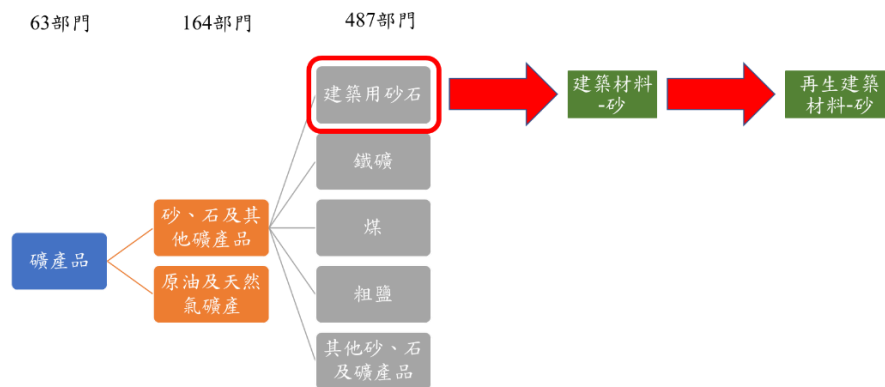 63部門
164部門
487部門
建築用砂石
建築材料
-砂
再生建築
材料-砂
鐵礦
砂、石及其
他礦產品
煤
礦產品
原油及天然
氣礦產
粗鹽
其他砂、石
及礦產品